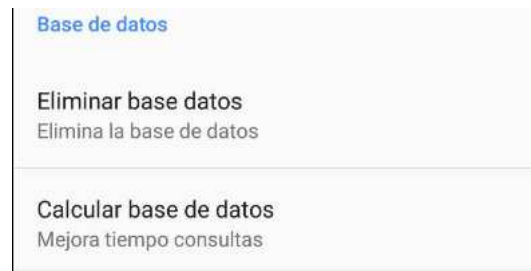 Base de datos
Eliminar base datos
Elimina la base de datos
Calcular base de datos
Mejora tiempo consultas